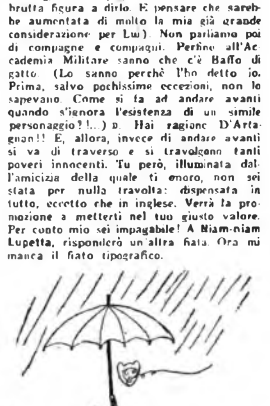 brutta figura a dirlo. E pensare che sareb-
be aumentata di molto la mia già grande
considerazione per Lui). Non parliamo poi
di compagne e compagni. Perfino all'Ac-
cademia Militare sanno che c'è Baffo di
gatto. (Lo sanno perchè l'ho detto io.
Prima, salvo pochissime eccezioni, non lo
sapevano. Come si fa ad andare avanti
quando s'ignora l'esistenza di un simile
personaggio?!...) D. Hai ragione D'Arta-
gnan!! E, allora, invece di andare avanti
si va di traverso e si travolgono tanti
poveri innocenti. Tu però, illuminata dal-
l'amicizia della quale ti onoro, non sei
stata per nulla travolta: dispensata in
tutto, eccetto che in inglese. Verrà la pro-
mozione a metterti nel tuo giusto valore.
Per conto mio sei impagabile! A Niam-niam
Lupetta, risponderò un'altra fiata. Ora mi
manca il fiato tipografico.